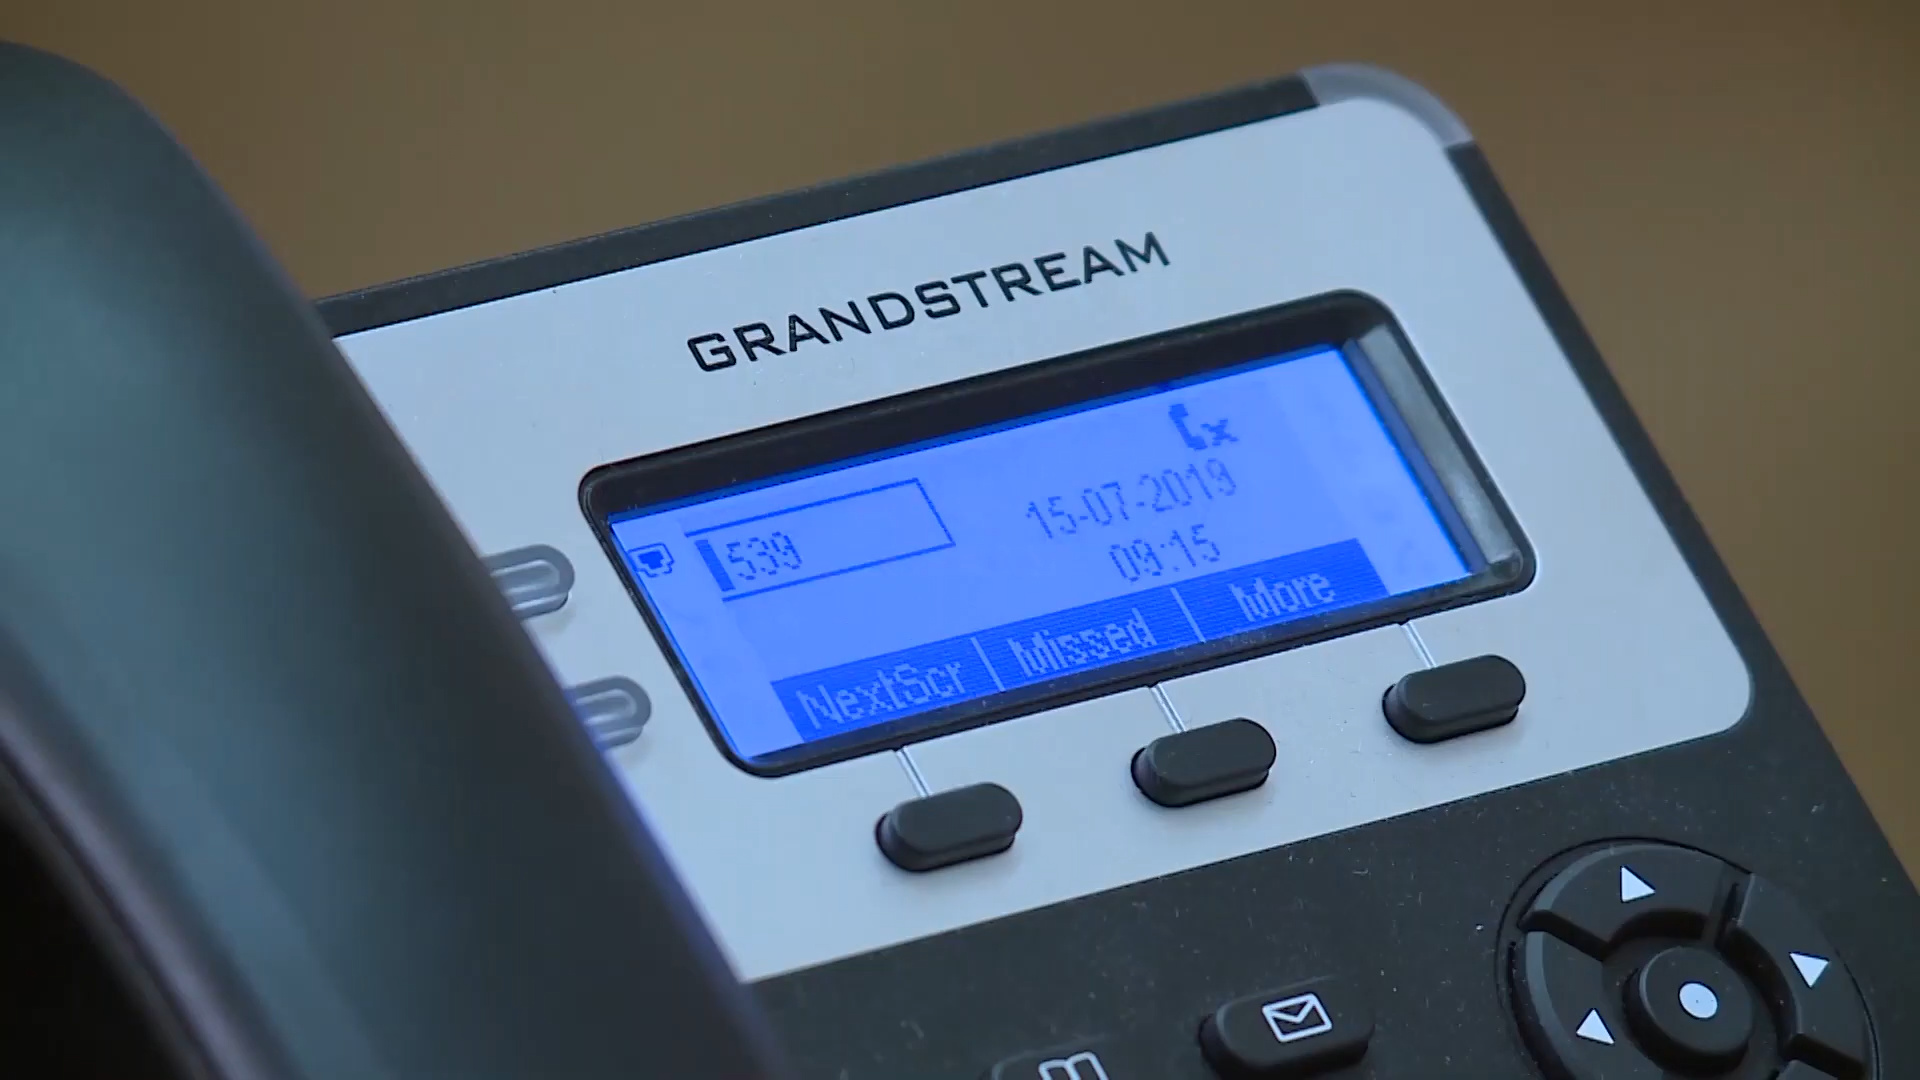 GRANDSTREAM
539
15-07-2019
09:15
NextScr | Missed | More